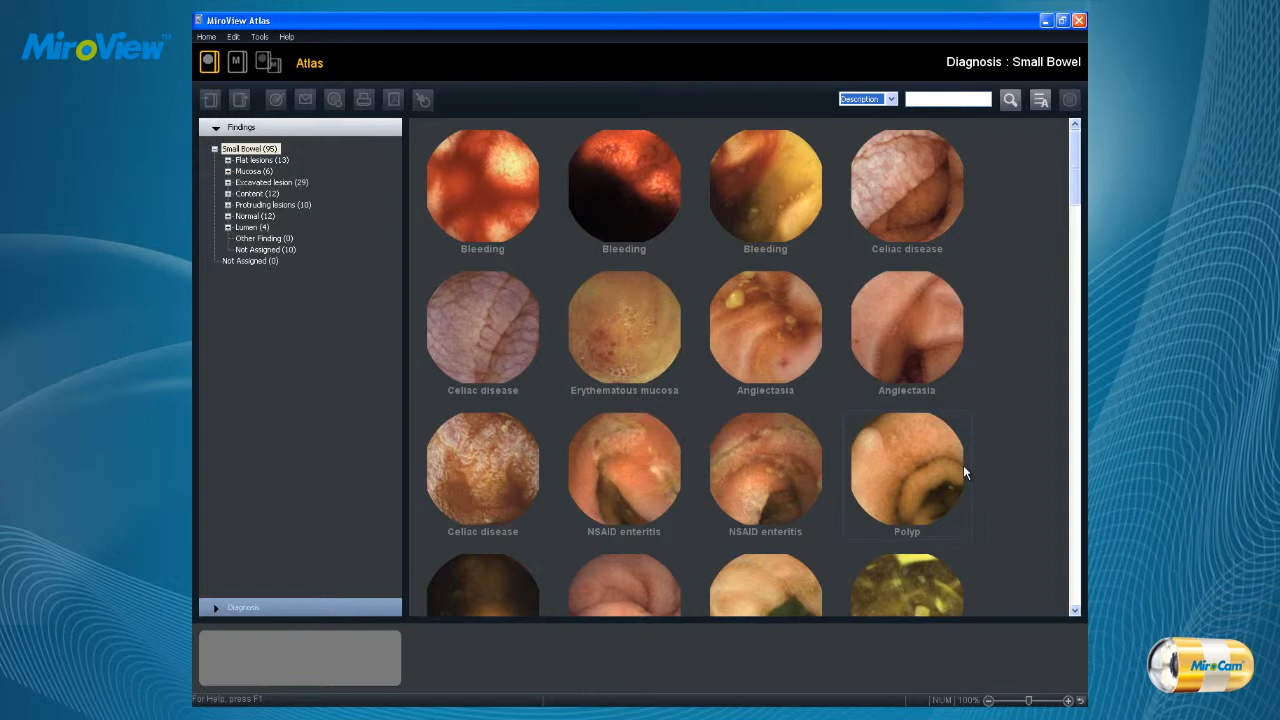 MiroView™
MiroView Atlas
Home Edit Tools Help
M M Atlas
Diagnosis : Small Bowel
Description
A
Findings
Small Bowel (95)
Flat lesions (13)
Mucosa (6)
Excavated lesion (29)
Content (12)
Protruding lesions (10)
Normal (12)
Lumen (4)
Other Finding (0)
Not Assigned (10)
Not Assigned (0)
Bleeding Bleeding Bleeding Celiac disease
Celiac disease Erythematous mucosa Angiectasia Angiectasia
Celiac disease NSAID enteritis NSAID enteritis Polyp
Diagnosis
MiroCam®
For Help, press F1
NUM 100%